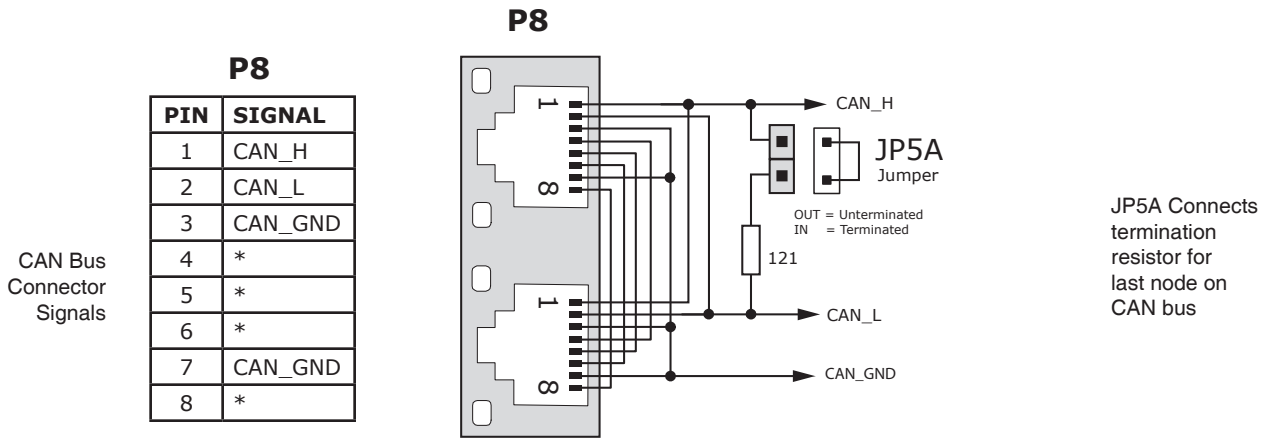 P8
PIN SIGNAL
1 CAN_H
2 CAN_L
3 CAN_GND
4 *
5 *
6 *
7 CAN_GND
8 *
CAN Bus
Connector
Signals
P8
1
8
1
8
CAN_H
JP5A
Jumper
OUT = Unterminated
IN = Terminated
121
CAN_L
CAN_GND
JP5A Connects
termination
resistor for
last node on
CAN bus